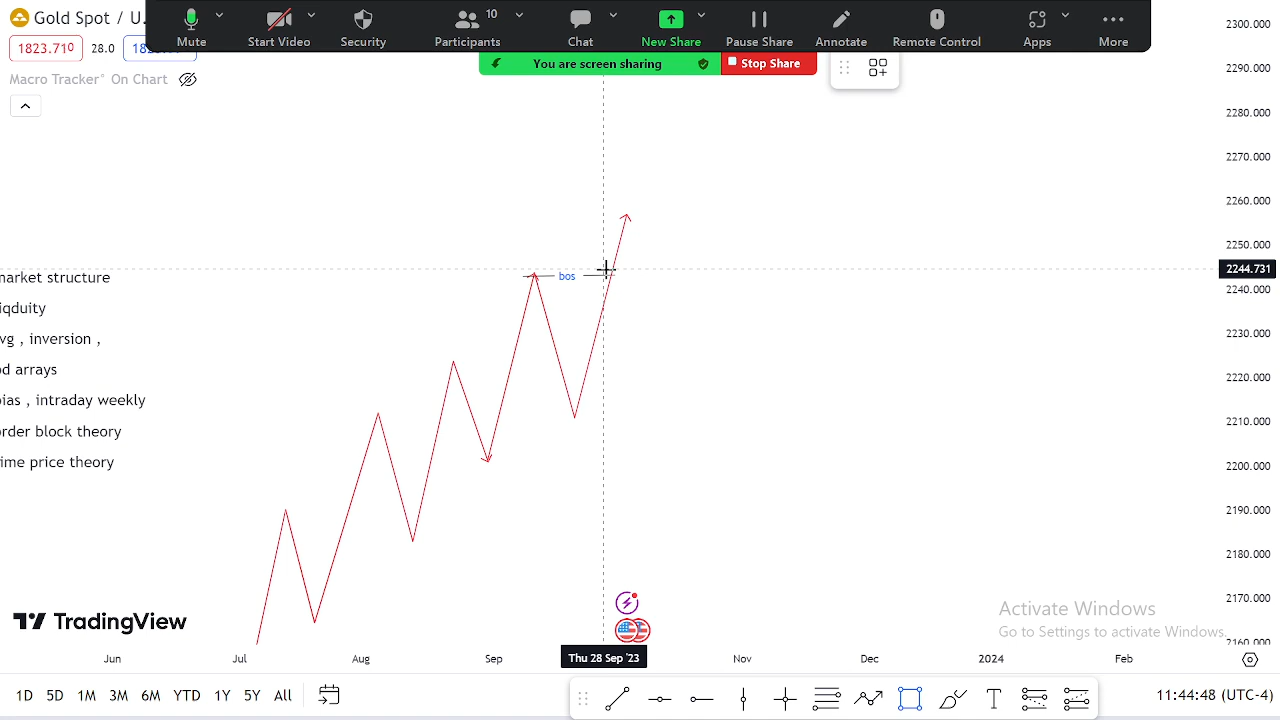 Gold Spot / U.
Mute
Start Video
Security
Participants
10
Chat
New Share
Pause Share
Annotate
Remote Control
Apps
More
You are screen sharing
Stop Share
1823.710
28.0
Macro Tracker° On Chart
2300.000
2290.000
2280.000
2270.000
2260.000
2250.000
2244.731
2240.000
2230.000
2220.000
2210.000
2200.000
2190.000
2180.000
2170.000
2160.000
bos
market structure
iqduity
vg , inversion ,
d arrays
bias , intraday weekly
order block theory
ime price theory
TradingView
Activate Windows
Go to Settings to activate Windows.
Jun
Jul
Aug
Sep
Thu 28 Sep '23
Nov
Dec
2024
Feb
1D
5D
1M
3M
6M
YTD
1Y
5Y
All
11:44:48 (UTC-4)